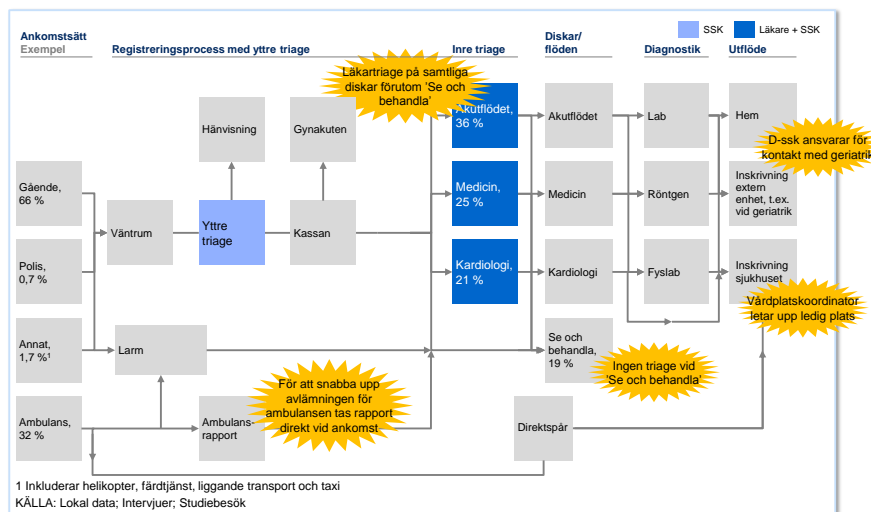 SSK
Läkare + SSK
Ankomstsätt
Exempel
Registreringsprocess med yttre triage
Inre triage
Diskar/
flöden
Diagnostik
Utflöde
Läkartriage på samtliga
diskar förutom 'Se och
behandla'
Hänvisning
Gynakuten
Akutflödet,
36 %
Akutflödet
Lab
Hem
D-ssk ansvarar för
kontakt med geriatrik
Gående,
66 %
Väntrum
Yttre
triage
Kassan
Medicin,
25 %
Medicin
Röntgen
Inskrivning
extern
enhet, t.ex.
vid geriatrik
Polis,
0,7 %
Kardiologi,
21 %
Kardiologi
Fyslab
Inskrivning
sjukhuset
Vårdplatskoordinator
letar upp ledig plats
Annat,
1,7 %¹
Larm
Se och
behandla,
19 %
Ingen triage vid
'Se och behandla'
För att snabba upp
avlämningen för
ambulansen tas rapport
direkt vid ankomst
Ambulans,
32 %
Ambulans-
rapport
Direktspår
1 Inkluderar helikopter, färdtjänst, liggande transport och taxi
KÄLLA: Lokal data; Intervjuer; Studiebesök